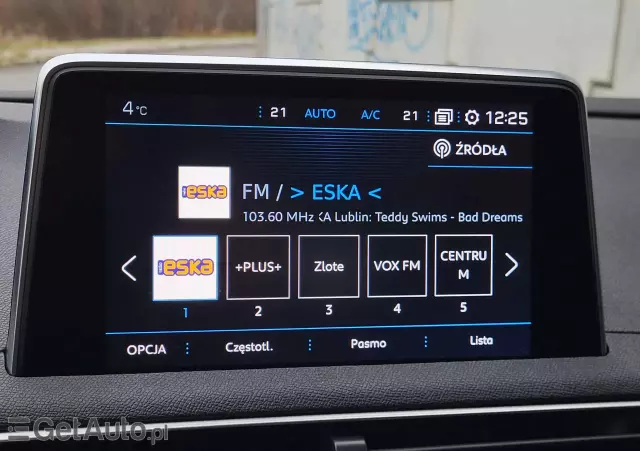 4°C
21 AUTO A/C 21 12:25
ŹRÓDŁA
eska FM / > ESKA <
103.60 MHz KA Lublin: Teddy Swims - Bad Dreams
eska +PLUS+ Zlote VOX FM CENTRU
M
1 2 3 4 5
OPCJA Częstotl. Pasmo Lista
GetAuto.pl